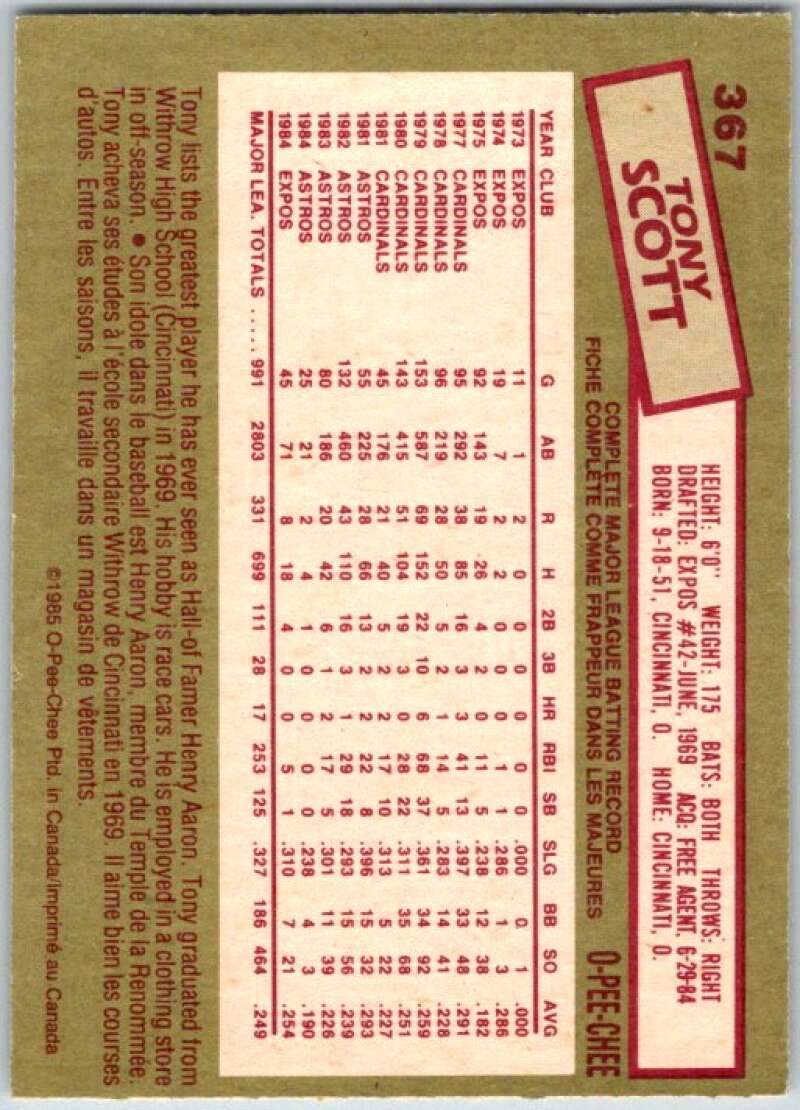 367
TONY
SCOTT
HEIGHT: 6'0" WEIGHT: 175 BATS: BOTH THROWS: RIGHT
DRAFTED: EXPOS #42-JUNE, 1969 ACQ: FREE AGENT, 6-29-84
BORN: 9-18-51, CINCINNATI, O. HOME: CINCINNATI, O.
COMPLETE MAJOR LEAGUE BATTING RECORD
FICHE COMPLÈTE COMME FRAPPEUR DANS LES MAJEURES O-PEE-CHEE
YEAR CLUB G AB R H 2B 3B HR RBI SB SLG BB SO AVG
1973 EXPOS 11 1 2 0 0 0 0 0 0 .000 0 1 .000
1974 EXPOS 19 7 2 2 0 0 0 1 1 .286 1 3 .286
1975 EXPOS 92 143 19 26 4 2 0 11 5 .238 12 38 .182
1977 CARDINALS 95 292 38 85 16 3 3 41 13 .397 33 48 .291
1978 CARDINALS 96 219 28 50 5 2 1 14 5 .283 14 41 .228
1979 CARDINALS 153 587 69 152 22 10 6 68 37 .361 34 92 .259
1980 CARDINALS 143 415 51 104 19 3 0 28 22 .311 35 68 .251
1981 CARDINALS 45 176 21 40 5 2 2 17 10 .313 5 22 .227
1981 ASTROS 55 225 28 66 13 2 2 22 8 .396 15 32 .293
1982 ASTROS 132 460 43 110 16 3 1 29 18 .293 15 56 .239
1983 ASTROS 80 186 20 42 6 1 2 17 5 .301 11 39 .226
1984 ASTROS 25 21 2 4 1 0 0 0 0 .238 4 3 .190
1984 EXPOS 45 71 8 18 4 0 0 5 1 .310 7 21 .254
MAJOR LEA. TOTALS ..... 991 2803 331 699 111 28 17 253 125 .327 186 464 .249
Tony lists the greatest player he has ever seen as Hall-of Famer Henry Aaron. Tony graduated from
Withrow High School (Cincinnati) in 1969. His hobby is race cars. He is employed in a clothing store
in off-season. ● Son idole dans le baseball est Henry Aaron, membre du Temple de la Renommée.
Tony acheva ses études à l'école secondaire Withrow de Cincinnati en 1969. Il aime bien les courses
d'autos. Entre les saisons, il travaille dans un magasin de vêtements.
©1985 O-Pee-Chee Ptd. in Canada/Imprimé au Canada